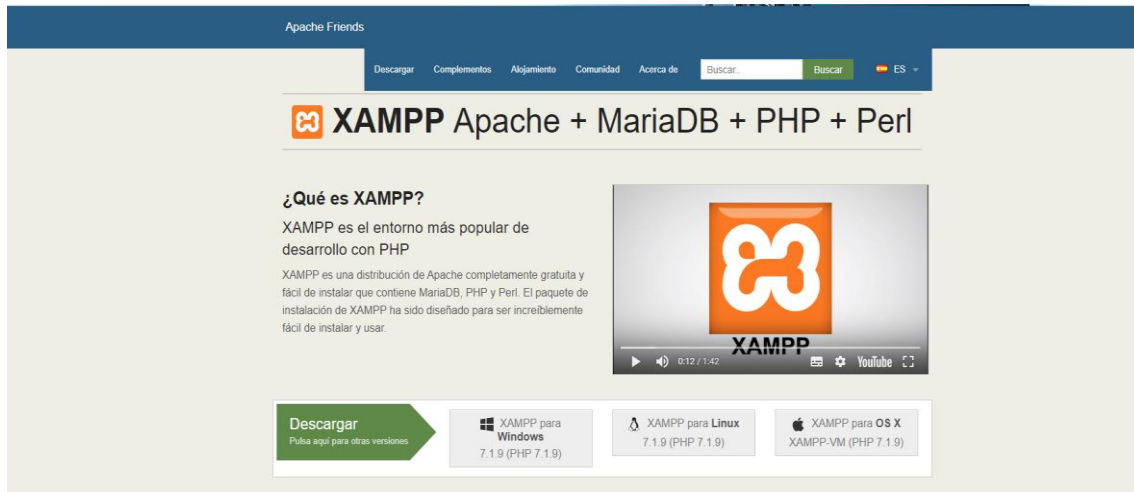 Apache Friends
Descargar Complementos Alojamiento Comunidad Acerca de Buscar... Buscar ES
XAMPP Apache + MariaDB + PHP + Perl
¿Qué es XAMPP?
XAMPP es el entorno más popular de
desarrollo con PHP
XAMPP es una distribución de Apache completamente gratuita y
fácil de instalar que contiene MariaDB, PHP y Perl. El paquete de
instalación de XAMPP ha sido diseñado para ser increíblemente
fácil de instalar y usar.
XAMPP
0:12 / 1:42 YouTube
Descargar
Pulsa aquí para otras versiones
XAMPP para
Windows
7.1.9 (PHP 7.1.9)
XAMPP para Linux
7.1.9 (PHP 7.1.9)
XAMPP para OS X
XAMPP-VM (PHP 7.1.9)